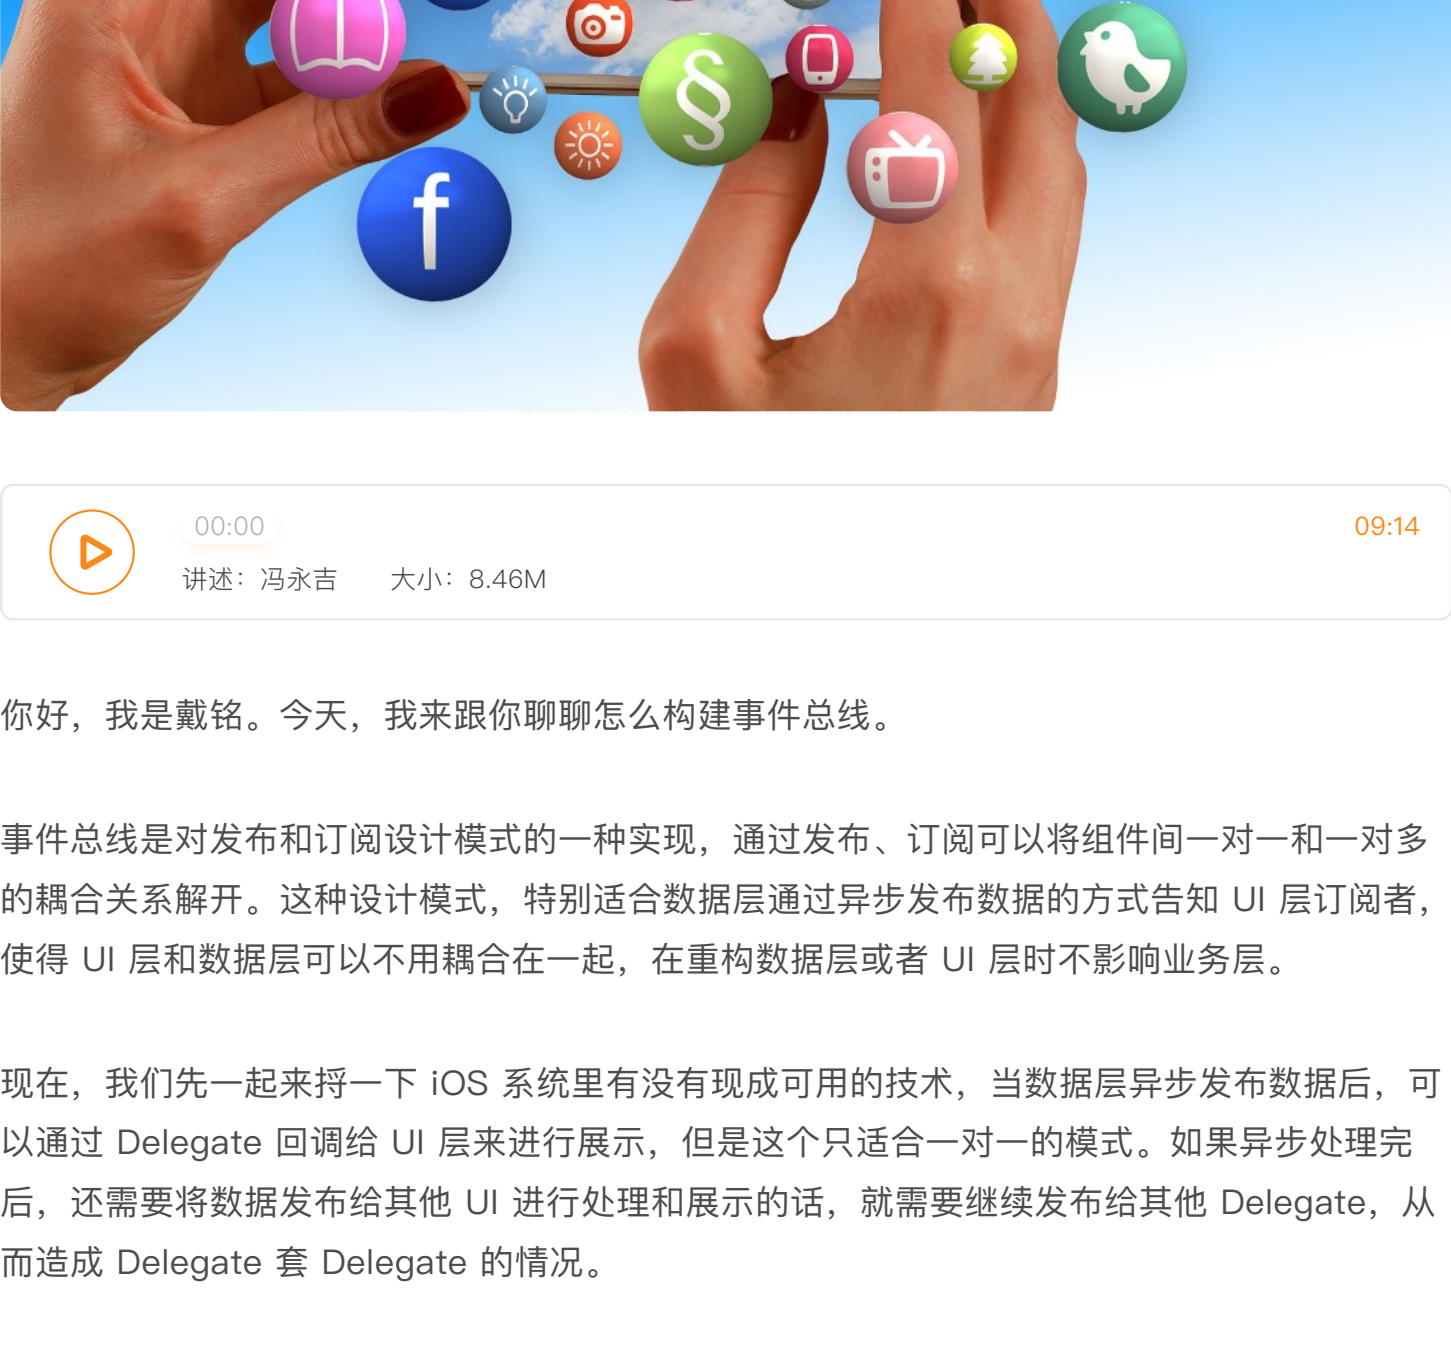 §
f
00:00
09:14
讲述：冯永吉 大小：8.46M
你好，我是戴铭。今天，我来跟你聊聊怎么构建事件总线。
事件总线是对发布和订阅设计模式的一种实现，通过发布、订阅可以将组件间一对一和一对多
的耦合关系解开。这种设计模式，特别适合数据层通过异步发布数据的方式告知 UI 层订阅者，
使得 UI 层和数据层可以不用耦合在一起，在重构数据层或者 UI 层时不影响业务层。
现在，我们先一起来捋一下 iOS 系统里有没有现成可用的技术，当数据层异步发布数据后，可
以通过 Delegate 回调给 UI 层来进行展示，但是这个只适合一对一的模式。如果异步处理完
后，还需要将数据发布给其他 UI 进行处理和展示的话，就需要继续发布给其他 Delegate，从
而造成 Delegate 套 Delegate 的情况。